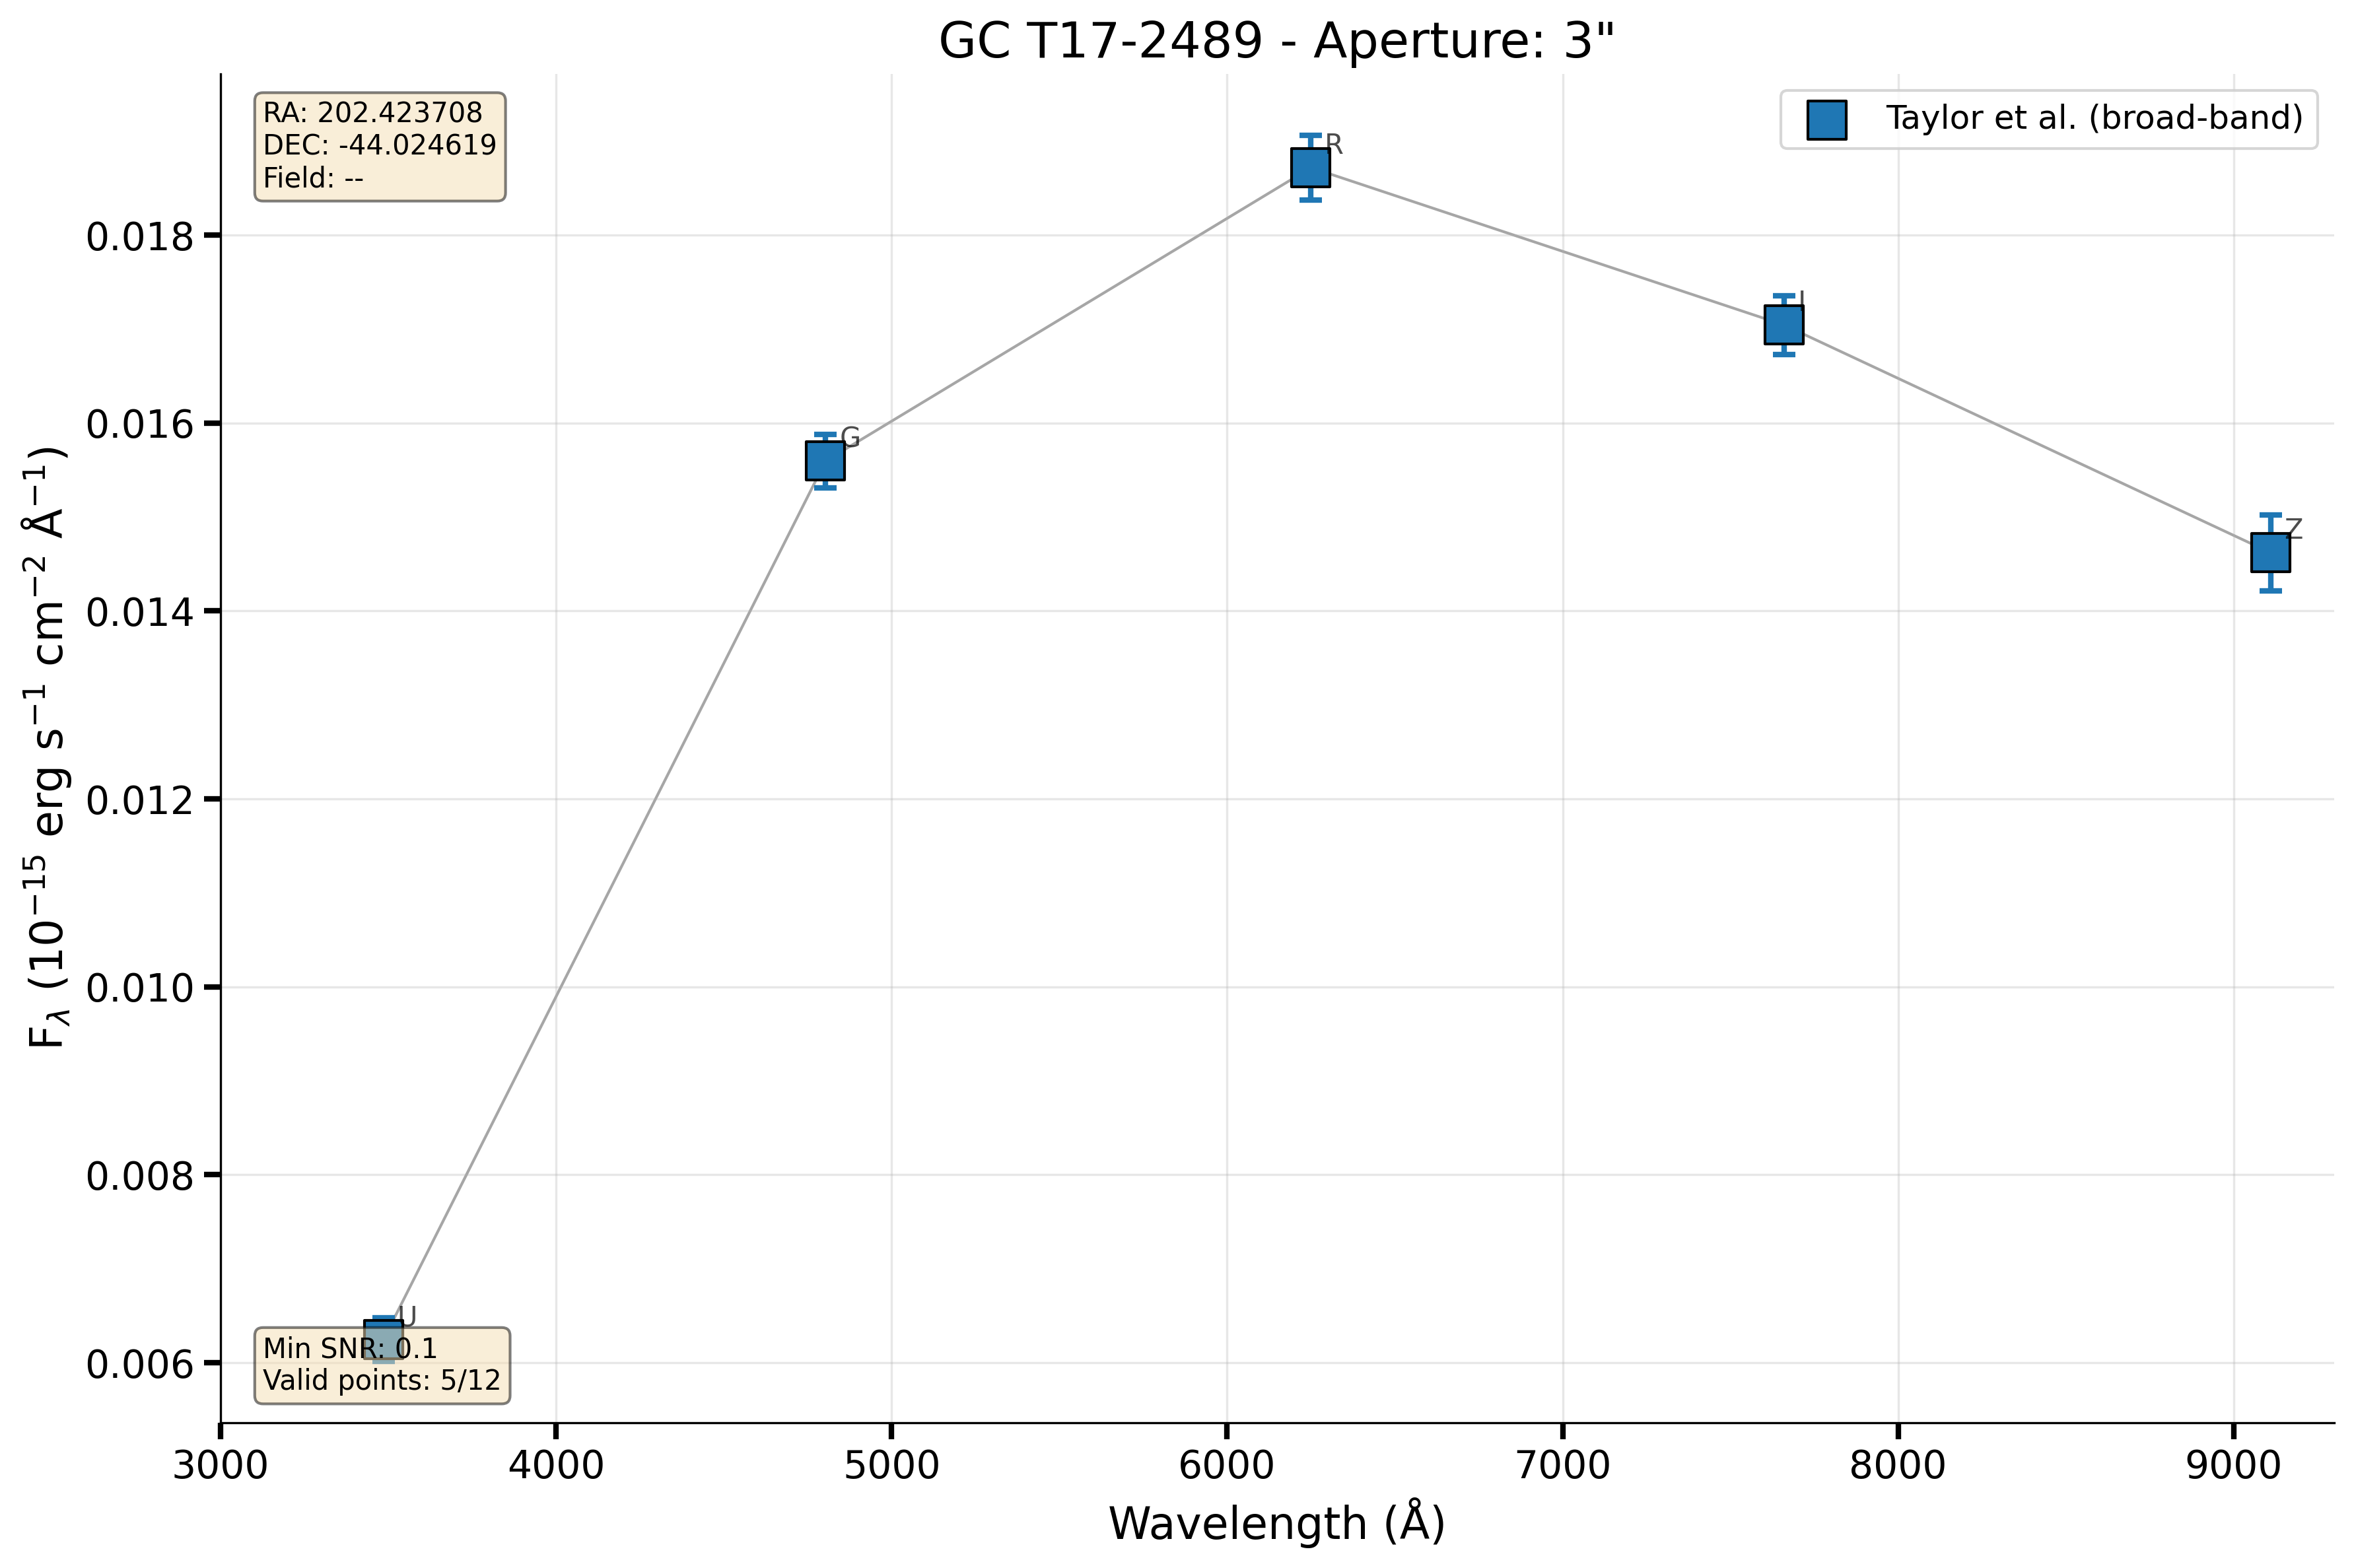 GC T17-2489 - Aperture: 3"
RA: 202.423708
DEC: -44.024619
Field: --
Taylor et al. (broad-band)
R
I
G
Z
U
Min SNR: 0.1
Valid points: 5/12
0.018
0.016
0.014
0.012
0.010
0.008
0.006
F_λ (10⁻¹⁵ erg s⁻¹ cm⁻² Å⁻¹)
3000 4000 5000 6000 7000 8000 9000
Wavelength (Å)